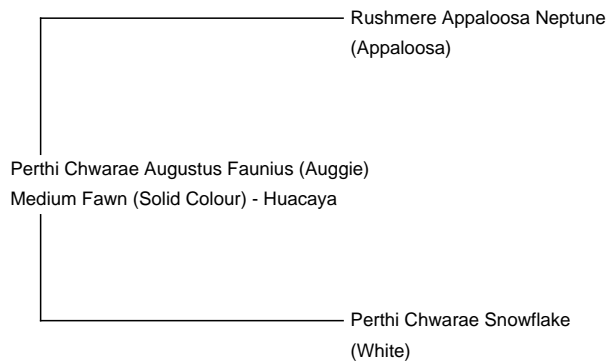 Rushmere Appaloosa Neptune
(Appaloosa)
Perthi Chwarae Augustus Faunius (Auggie)
Medium Fawn (Solid Colour) - Huacaya
Perthi Chwarae Snowflake
(White)